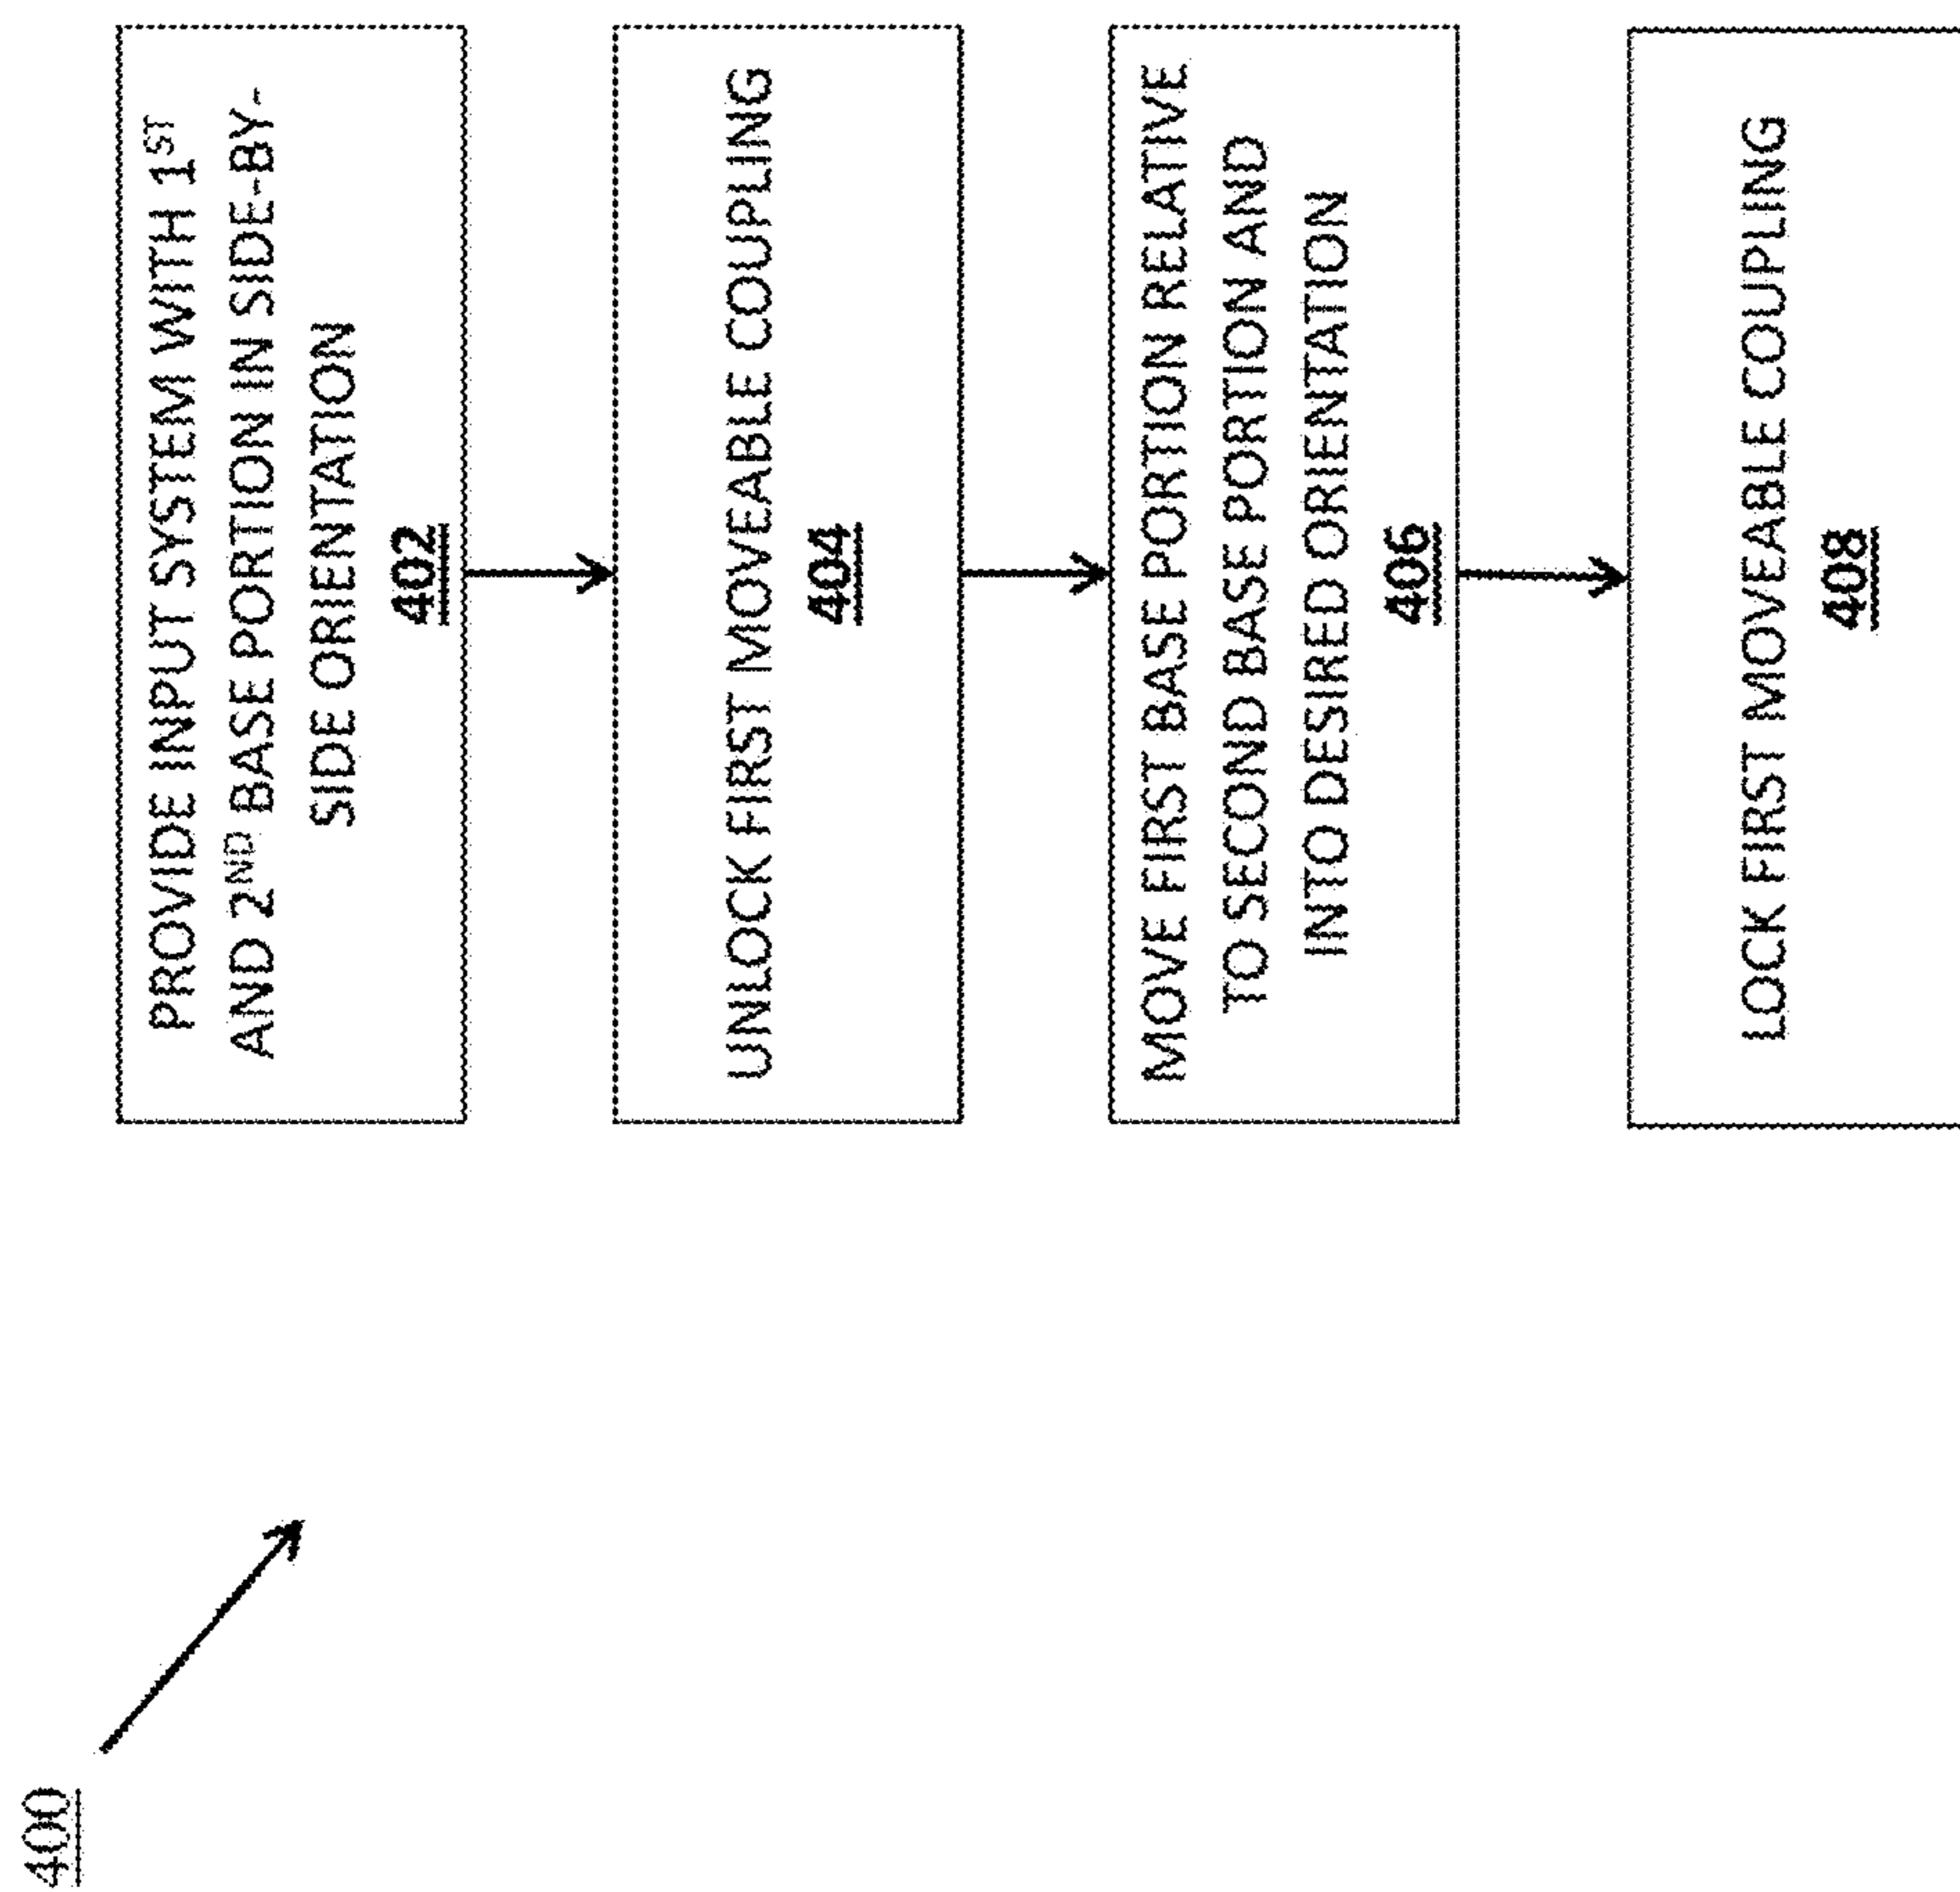 400
PROVIDE INPUT SYSTEM WITH 1ST
AND 2ND BASE PORTION IN SIDE-BY-
SIDE ORIENTATION
402
UNLOCK FIRST MOVEABLE COUPLING
404
MOVE FIRST BASE PORTION RELATIVE
TO SECOND BASE PORTION AND
INTO DESIRED ORIENTATION
406
LOCK FIRST MOVEABLE COUPLING
408